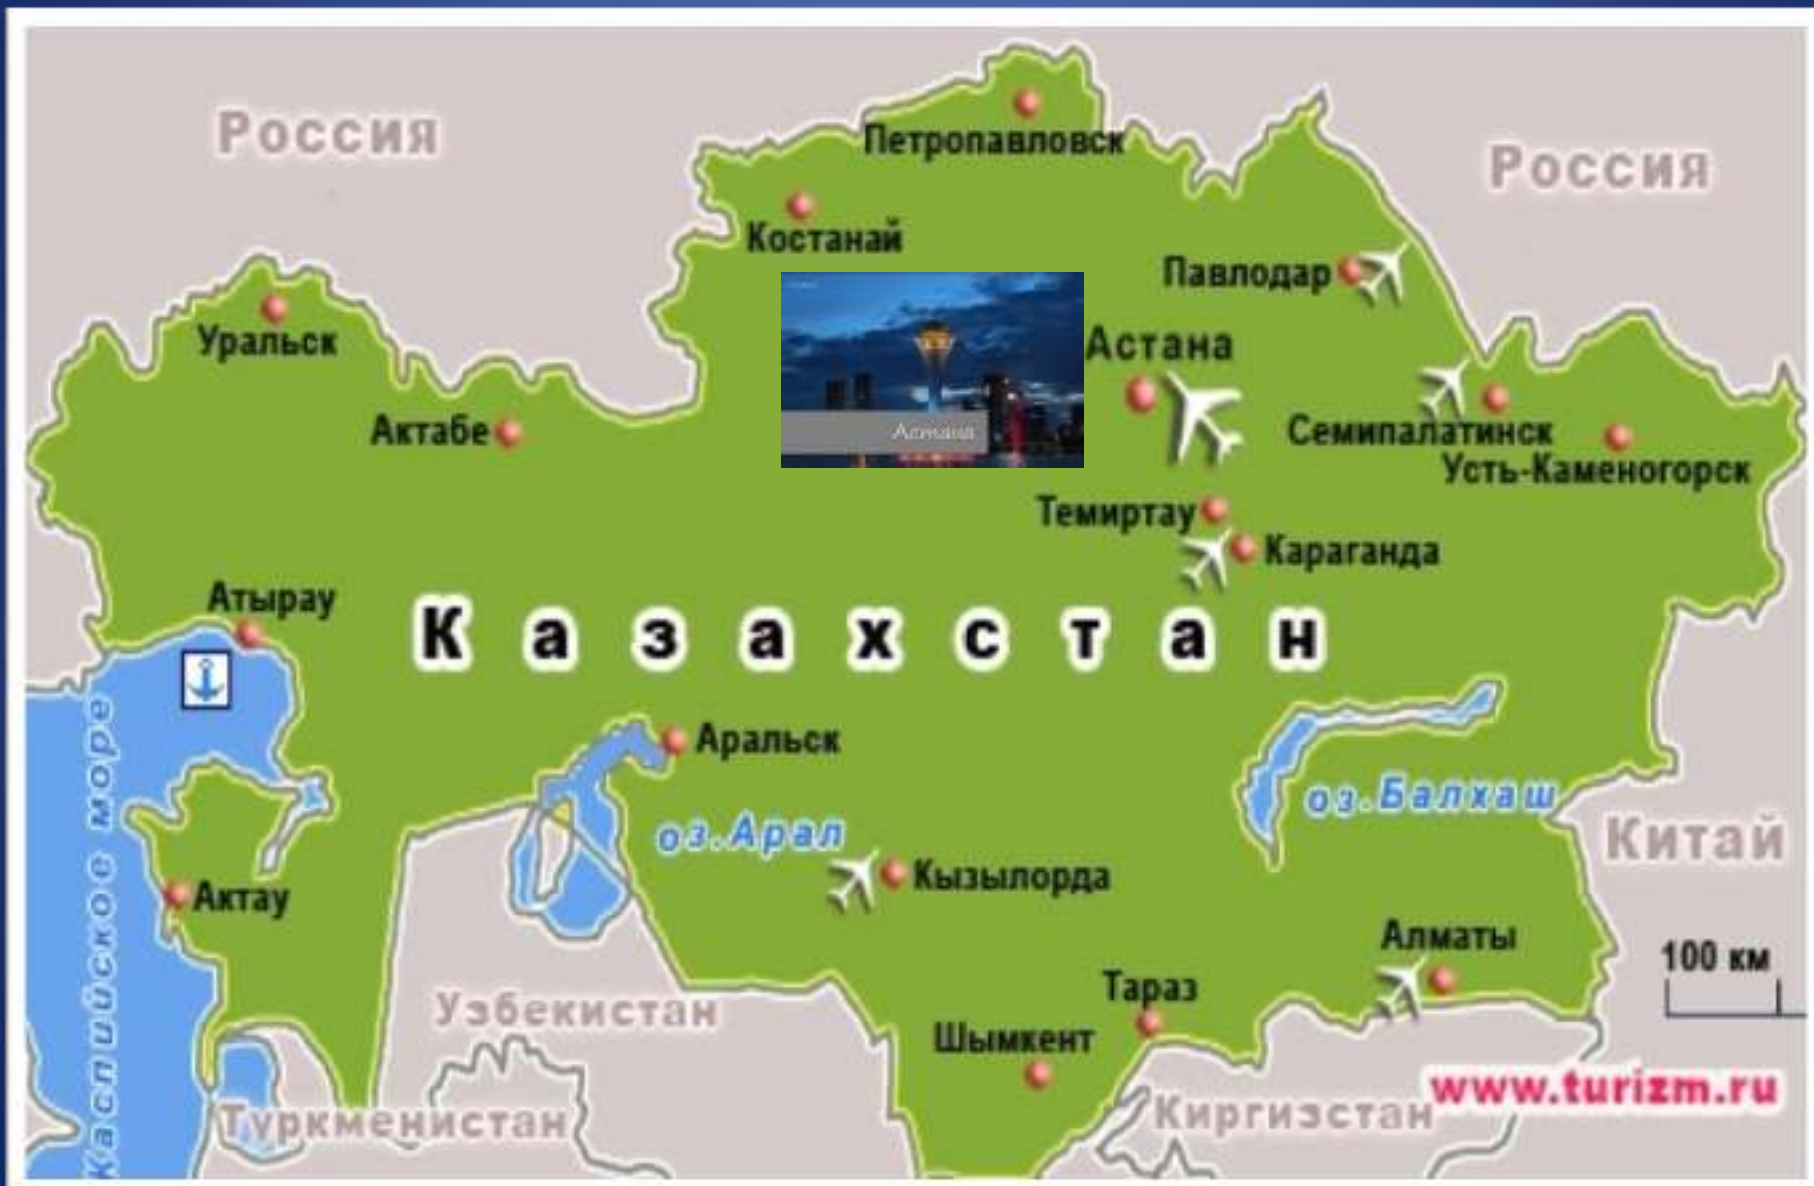 Россия
Петропавловск
Россия
Костанай
Павлодар
Уральск
Астана
Актабе
Астана
Семипалатинск
Усть-Каменогорск
Темиртау
Караганда
Атырау
Казахстан
Каспийское море
Аральск
оз.Арал
оз.Балхаш
Китай
Кызылорда
Актау
Алматы
100 км
Тараз
Узбекистан
Шымкент
www.turizm.ru
Туркменистан
Киргизстан